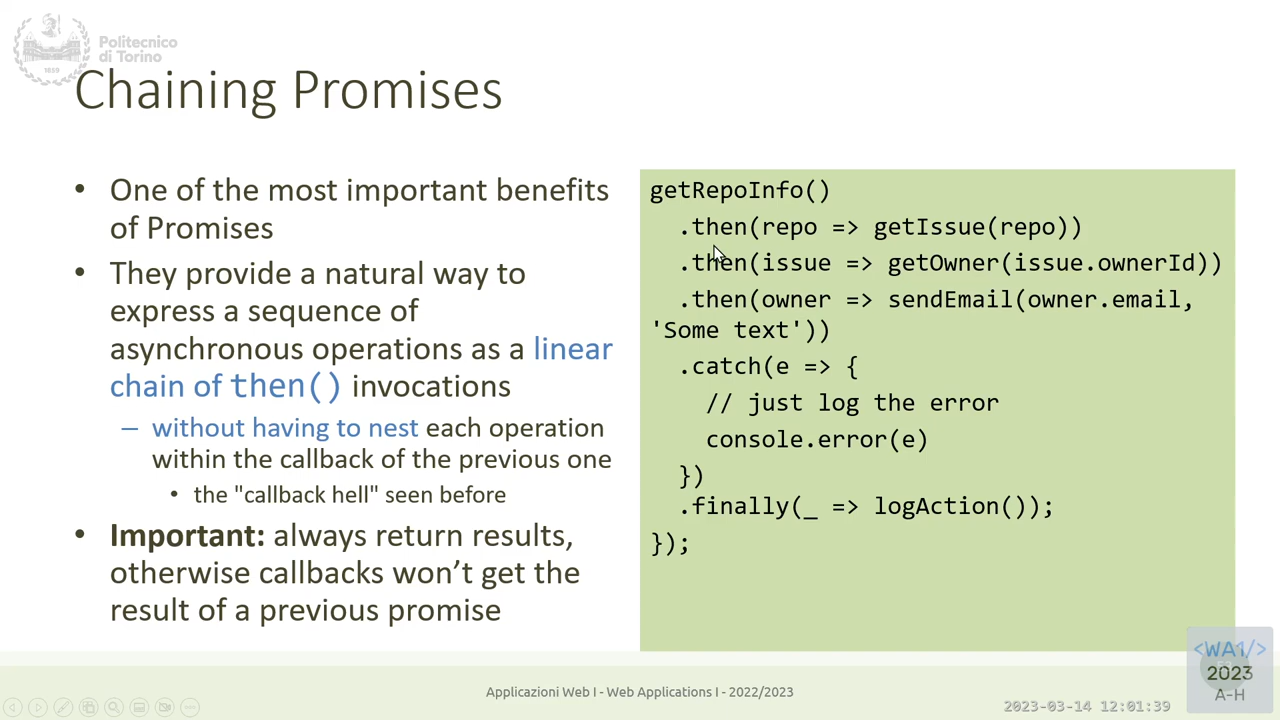 Politecnico
di Torino
1859
Chaining Promises
• One of the most important benefits
of Promises
• They provide a natural way to
express a sequence of
asynchronous operations as a linear
chain of then() invocations
– without having to nest each operation
within the callback of the previous one
• the "callback hell" seen before
• Important: always return results,
otherwise callbacks won’t get the
result of a previous promise
getRepoInfo()
.then(repo => getIssue(repo))
.then(issue => getOwner(issue.ownerId))
.then(owner => sendEmail(owner.email,
'Some text'))
.catch(e => {
// just log the error
console.error(e)
})
.finally(_ => logAction());
});
Applicazioni Web I - Web Applications I - 2022/2023
2023-03-14 12:01:39
<WA1/>
2023
A-H